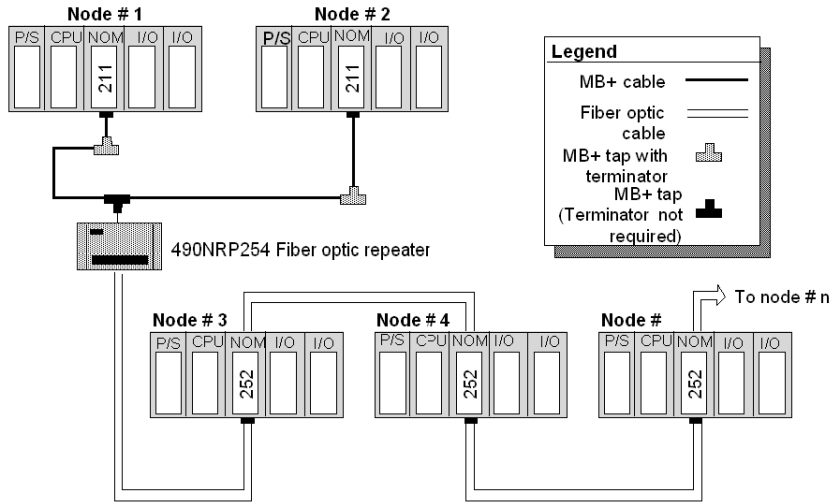 Node # 1
Node # 2
P/S CPU NOM I/O I/O
211
P/S CPU NOM I/O I/O
211
Legend
MB+ cable
Fiber optic
cable
MB+ tap with
terminator
MB+ tap
(Terminator not
required)
490NRP254 Fiber optic repeater
To node # n
Node # 3
Node # 4
Node #
P/S CPU NOM I/O I/O
252
P/S CPU NOM I/O I/O
252
P/S CPU NOM I/O I/O
252